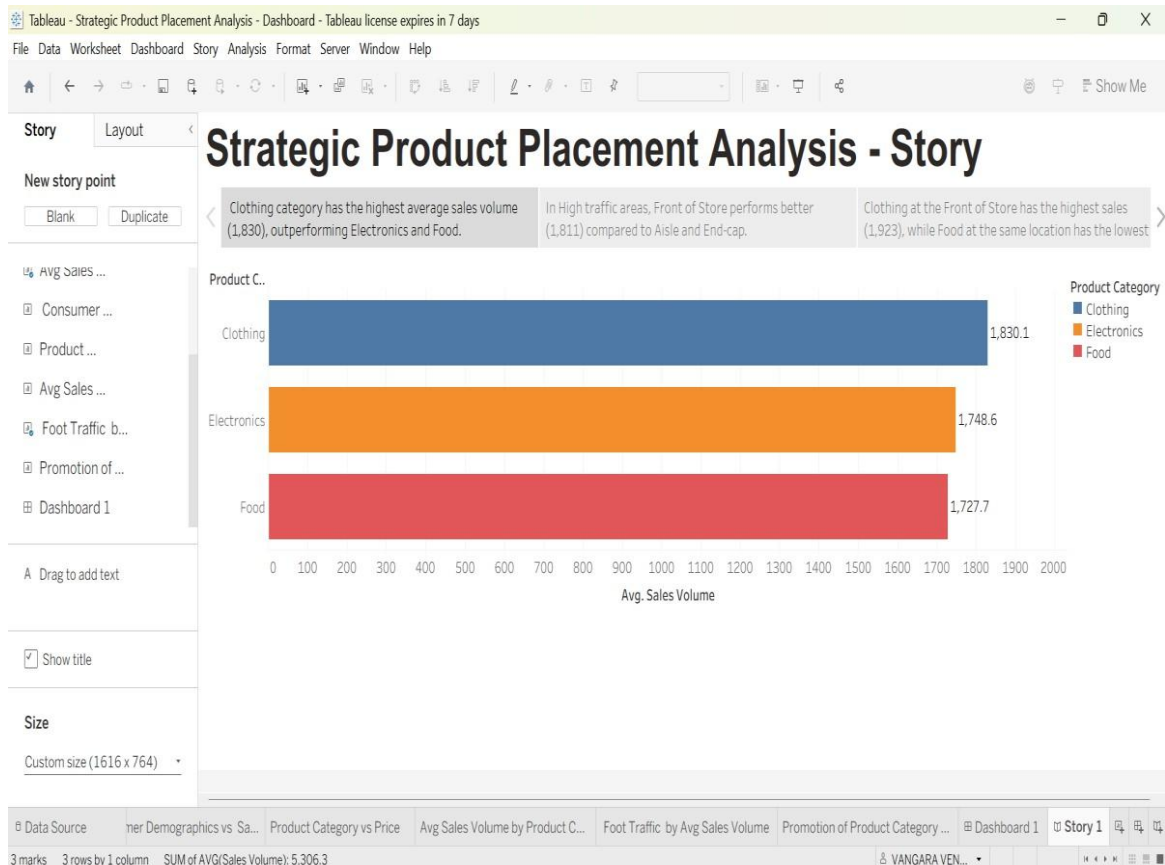 Tableau - Strategic Product Placement Analysis - Dashboard - Tableau license expires in 7 days
File Data Worksheet Dashboard Story Analysis Format Server Window Help
Show Me
Story Layout
New story point
Blank Duplicate
Avg Sales ...
Consumer ...
Product ...
Avg Sales ...
Foot Traffic b...
Promotion of ...
Dashboard 1
A Drag to add text
Show title
Size
Custom size (1616 x 764)
Strategic Product Placement Analysis - Story
Clothing category has the highest average sales volume
(1,830), outperforming Electronics and Food.
In High traffic areas, Front of Store performs better
(1,811) compared to Aisle and End-cap.
Clothing at the Front of Store has the highest sales
(1,923), while Food at the same location has the lowest
Product C..
Clothing 1,830.1
Electronics 1,748.6
Food 1,727.7
0 100 200 300 400 500 600 700 800 900 1000 1100 1200 1300 1400 1500 1600 1700 1800 1900 2000
Avg. Sales Volume
Product Category
Clothing
Electronics
Food
Data Source ner Demographics vs Sa... Product Category vs Price Avg Sales Volume by Product C... Foot Traffic by Avg Sales Volume Promotion of Product Category ... Dashboard 1 Story 1
3 marks 3 rows by 1 column SUM of AVG(Sales Volume): 5,306.3 VANGARA VEN...